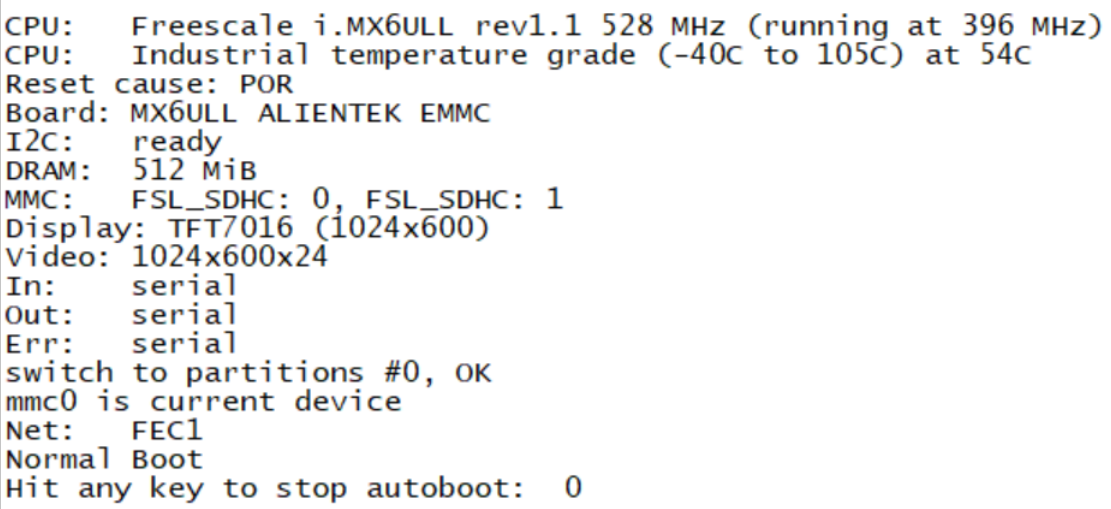 CPU:   Freescale i.MX6ULL rev1.1 528 MHz (running at 396 MHz)
CPU:   Industrial temperature grade (-40C to 105C) at 54C
Reset cause: POR
Board: MX6ULL ALIENTEK EMMC
I2C:   ready
DRAM:  512 MiB
MMC:   FSL_SDHC: 0, FSL_SDHC: 1
Display: TFT7016 (1024x600)
Video: 1024x600x24
In:    serial
Out:   serial
Err:   serial
switch to partitions #0, OK
mmc0 is current device
Net:   FEC1
Normal Boot
Hit any key to stop autoboot:  0